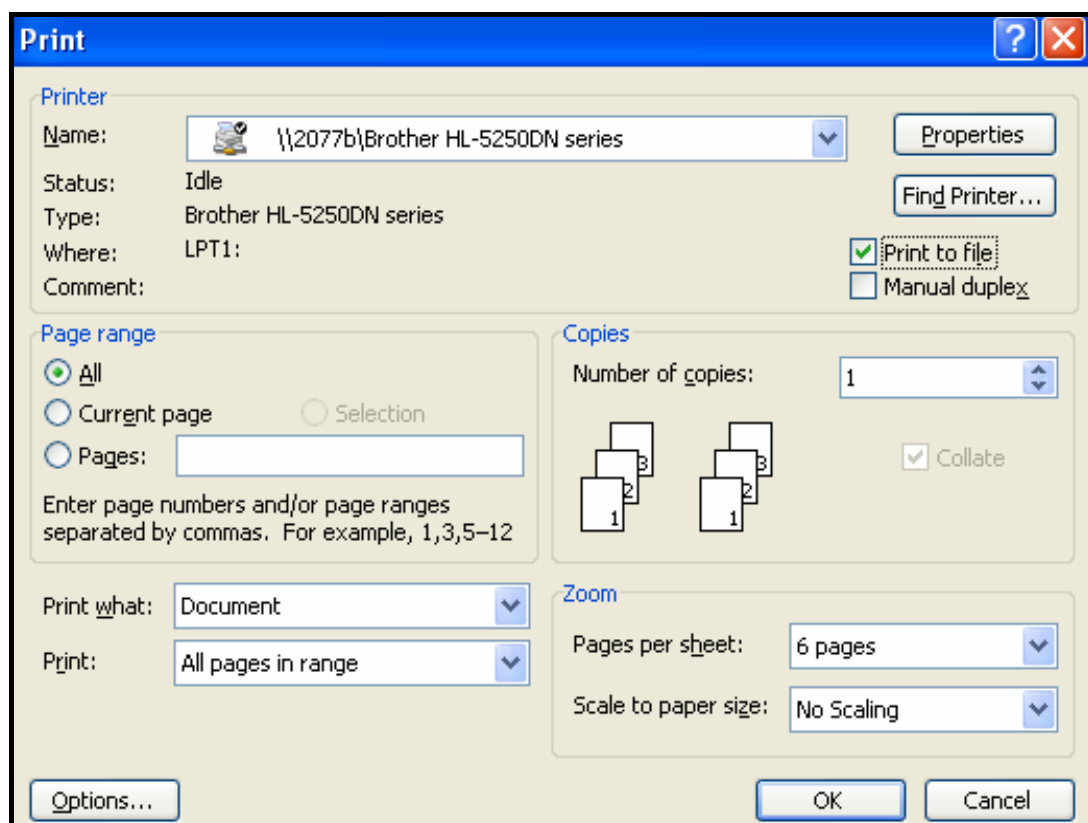 Print
Printer
Name: \\2077b\Brother HL-5250DN series
Properties
Status: Idle
Find Printer...
Type: Brother HL-5250DN series
Where: LPT1:
Print to file
Comment:
Manual duplex
Page range
All
Current page Selection
Pages:
Enter page numbers and/or page ranges
separated by commas. For example, 1,3,5–12
Copies
Number of copies: 1
3 3
2 2
1 1
Collate
Print what: Document
Print: All pages in range
Zoom
Pages per sheet: 6 pages
Scale to paper size: No Scaling
Options...
OK
Cancel